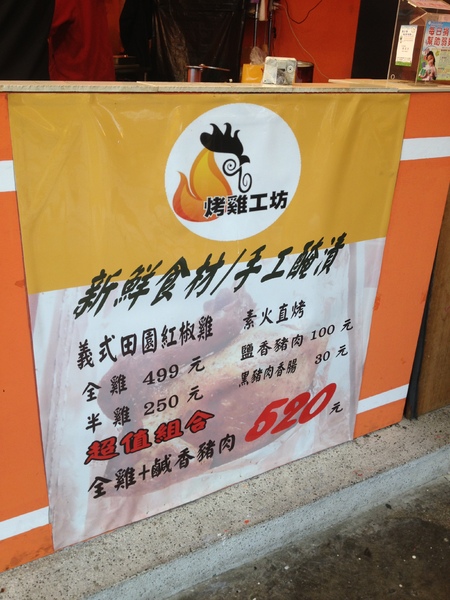 烤雞工坊
新鮮食材/手工醃漬
義式田園紅椒雞
全雞 499 元
半雞 250 元
素火直烤
鹽香豬肉 100 元
黑豬肉香腸 30 元
超值組合
全雞+鹹香豬肉 520 元